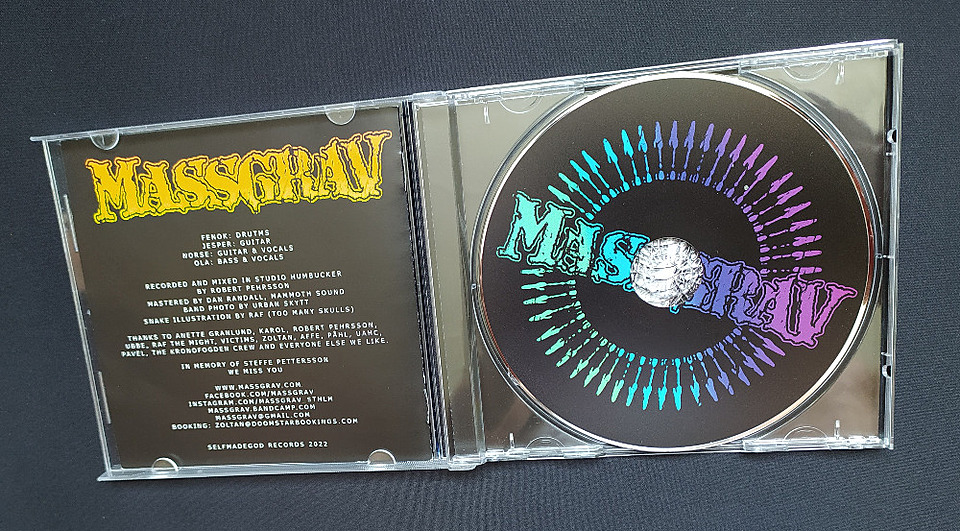 MASSGRAV
FENOK: DRUTMS
JESPER: GUITAR
NORSE: GUITAR & VOCALS
OLA: BASS & VOCALS
RECORDED AND MIXED IN STUDIO HUMBUCKER
BY ROBERT PEHRSSON
MASTERED BY DAN RANDALL, MAMMOTH SOUND
BAND PHOTO BY URBAN SKYTT
SNAKE ILLUSTRATION BY RAF (TOO MANY SKULLS)
THANKS TO ANETTE GRANLUND, KAROL, ROBERT PEHRSSON,
UBBE, RAF THE MIGHT, VICTIMS, ZOLTAN, AFFE, PÅHL, UAHC,
PAVEL, THE KRONOFOGDEN CREW AND EVERYONE ELSE WE LIKE.
IN MEMORY OF STEFFE PETTERSSON
WE MISS YOU
WWW.MASSGRAV.COM
FACEBOOK.COM/MASSGRAV
INSTAGRAM.COM/MASSGRAV_STHLM
MASSGRAV.BANDCAMP.COM
MASSGRAV@GMAIL.COM
BOOKING: ZOLTAN@DOOMSTARBOOKINGS.COM
SELFMADEGOD RECORDS 2022
MASSGRAV